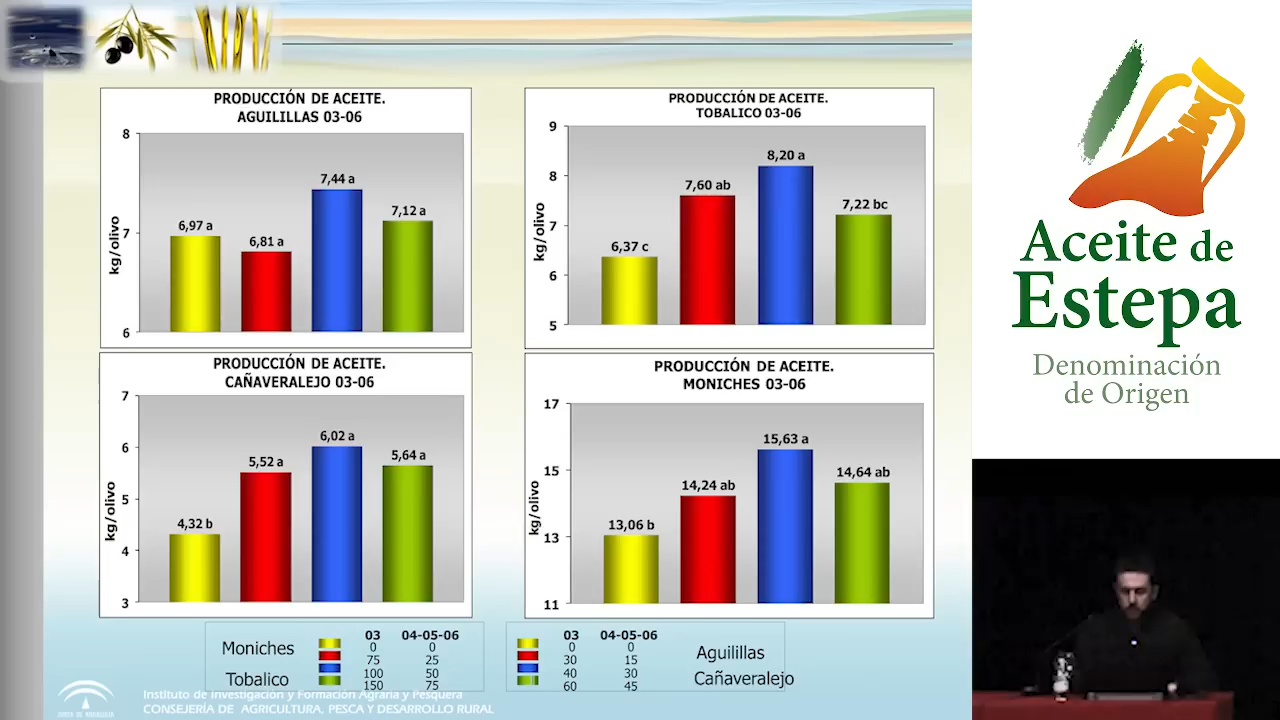 PRODUCCIÓN DE ACEITE.
AGUILILLAS 03-06
8
7
6
kg/olivo
6,97 a
6,81 a
7,44 a
7,12 a
PRODUCCIÓN DE ACEITE.
TOBALICO 03-06
9
8
7
6
5
kg/olivo
6,37 c
7,60 ab
8,20 a
7,22 bc
PRODUCCIÓN DE ACEITE.
CAÑAVERALEJO 03-06
7
6
5
4
3
kg/olivo
4,32 b
5,52 a
6,02 a
5,64 a
PRODUCCIÓN DE ACEITE.
MONICHES 03-06
17
15
13
11
kg/olivo
13,06 b
14,24 ab
15,63 a
14,64 ab
Moniches
Tobalico
03 04-05-06
0 0
75 25
100 50
150 75
03 04-05-06
0 0
30 15
40 30
60 45
Aguilillas
Cañaveralejo
Instituto de Investigación y Formación Agraria y Pesquera
CONSEJERÍA DE AGRICULTURA, PESCA Y DESARROLLO RURAL
JUNTA DE ANDALUCIA
Aceite de
Estepa
Denominación
de Origen